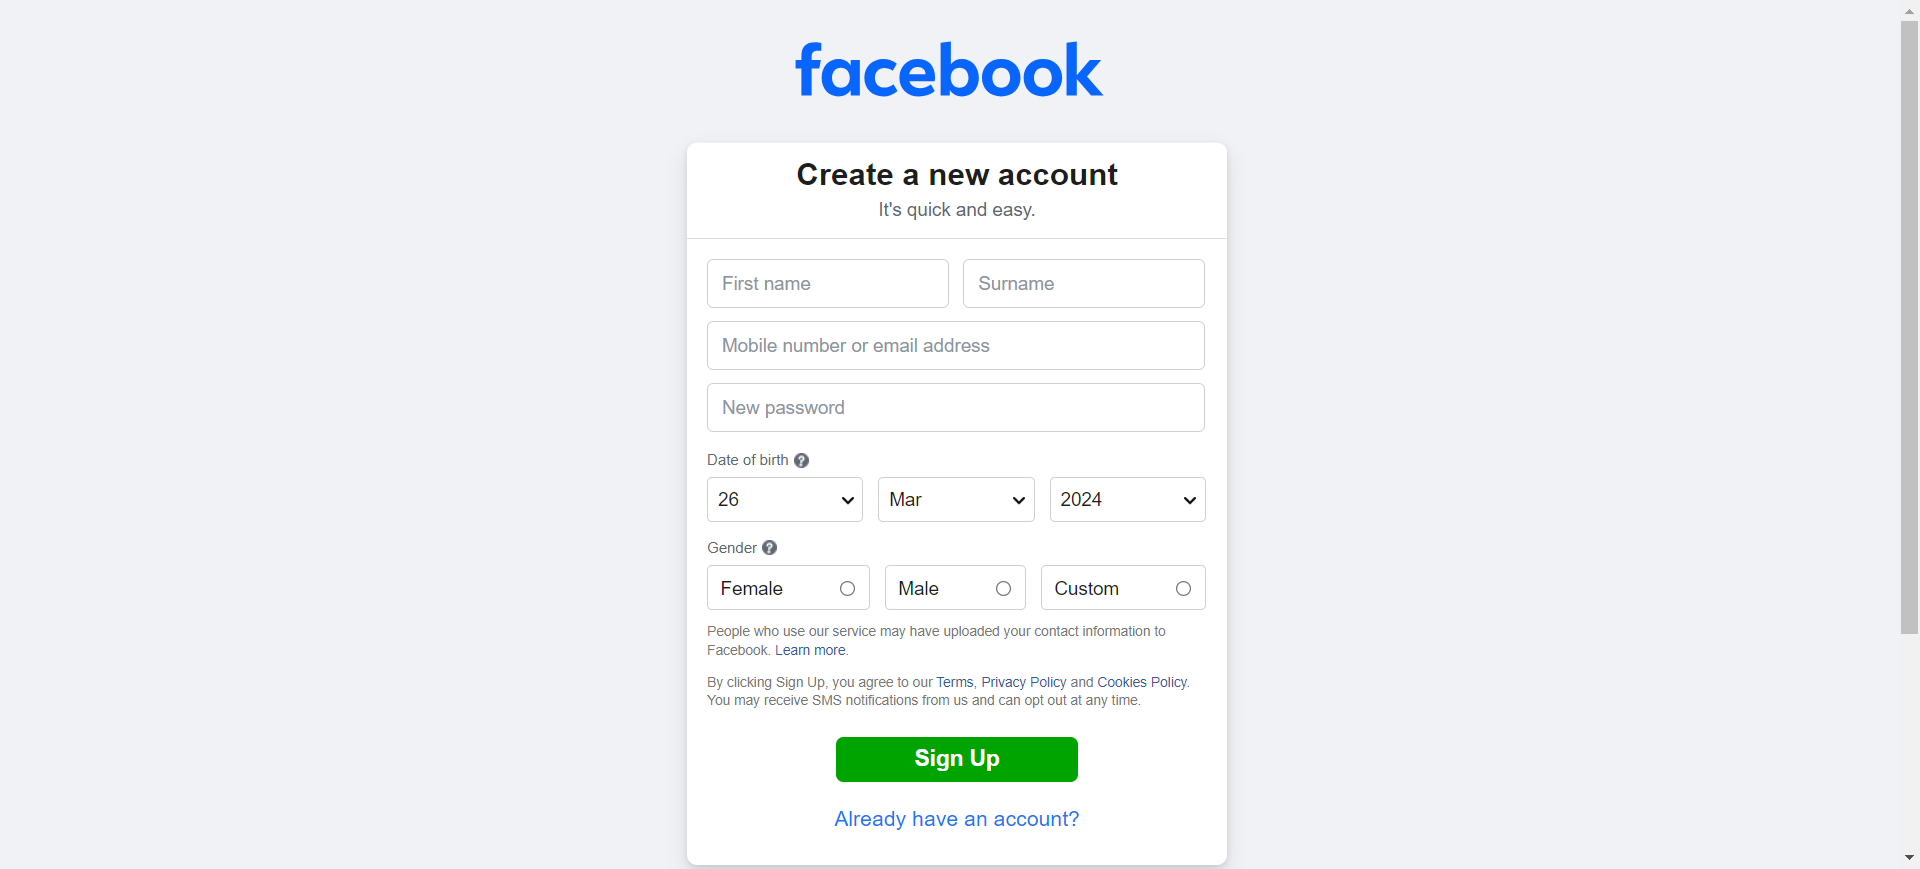 facebook
Create a new account
It's quick and easy.
First name Surname
Mobile number or email address
New password
Date of birth ?
26 Mar 2024
Gender ?
Female Male Custom
People who use our service may have uploaded your contact information to
Facebook. Learn more.
By clicking Sign Up, you agree to our Terms, Privacy Policy and Cookies Policy.
You may receive SMS notifications from us and can opt out at any time.
Sign Up
Already have an account?